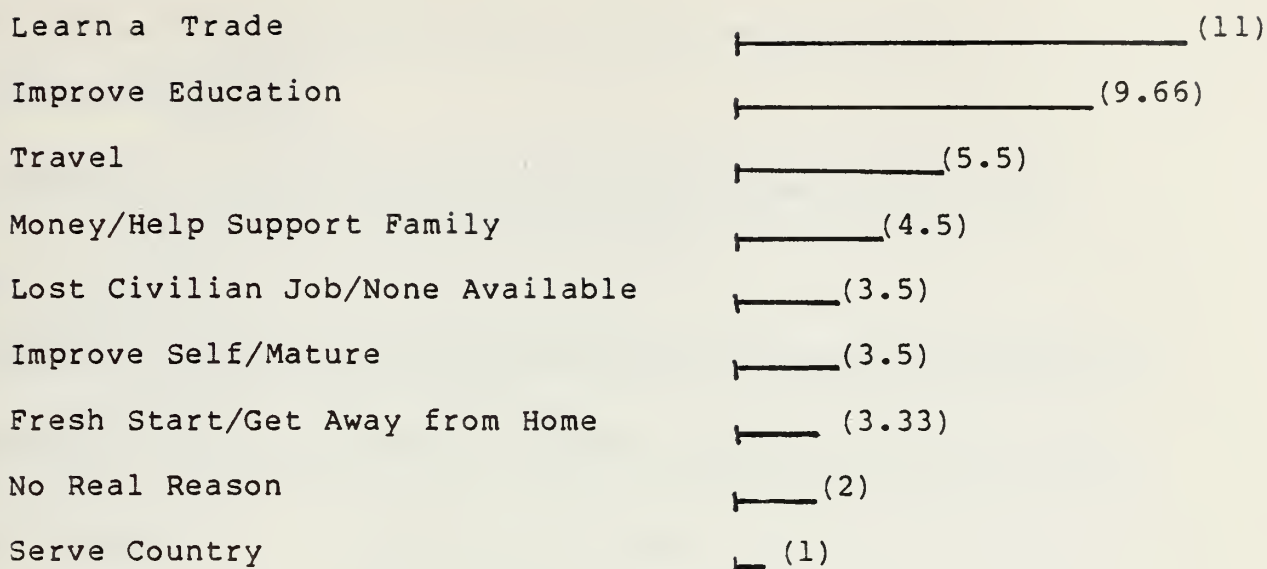 Learn a Trade (11)
Improve Education (9.66)
Travel (5.5)
Money/Help Support Family (4.5)
Lost Civilian Job/None Available (3.5)
Improve Self/Mature (3.5)
Fresh Start/Get Away from Home (3.33)
No Real Reason (2)
Serve Country (1)